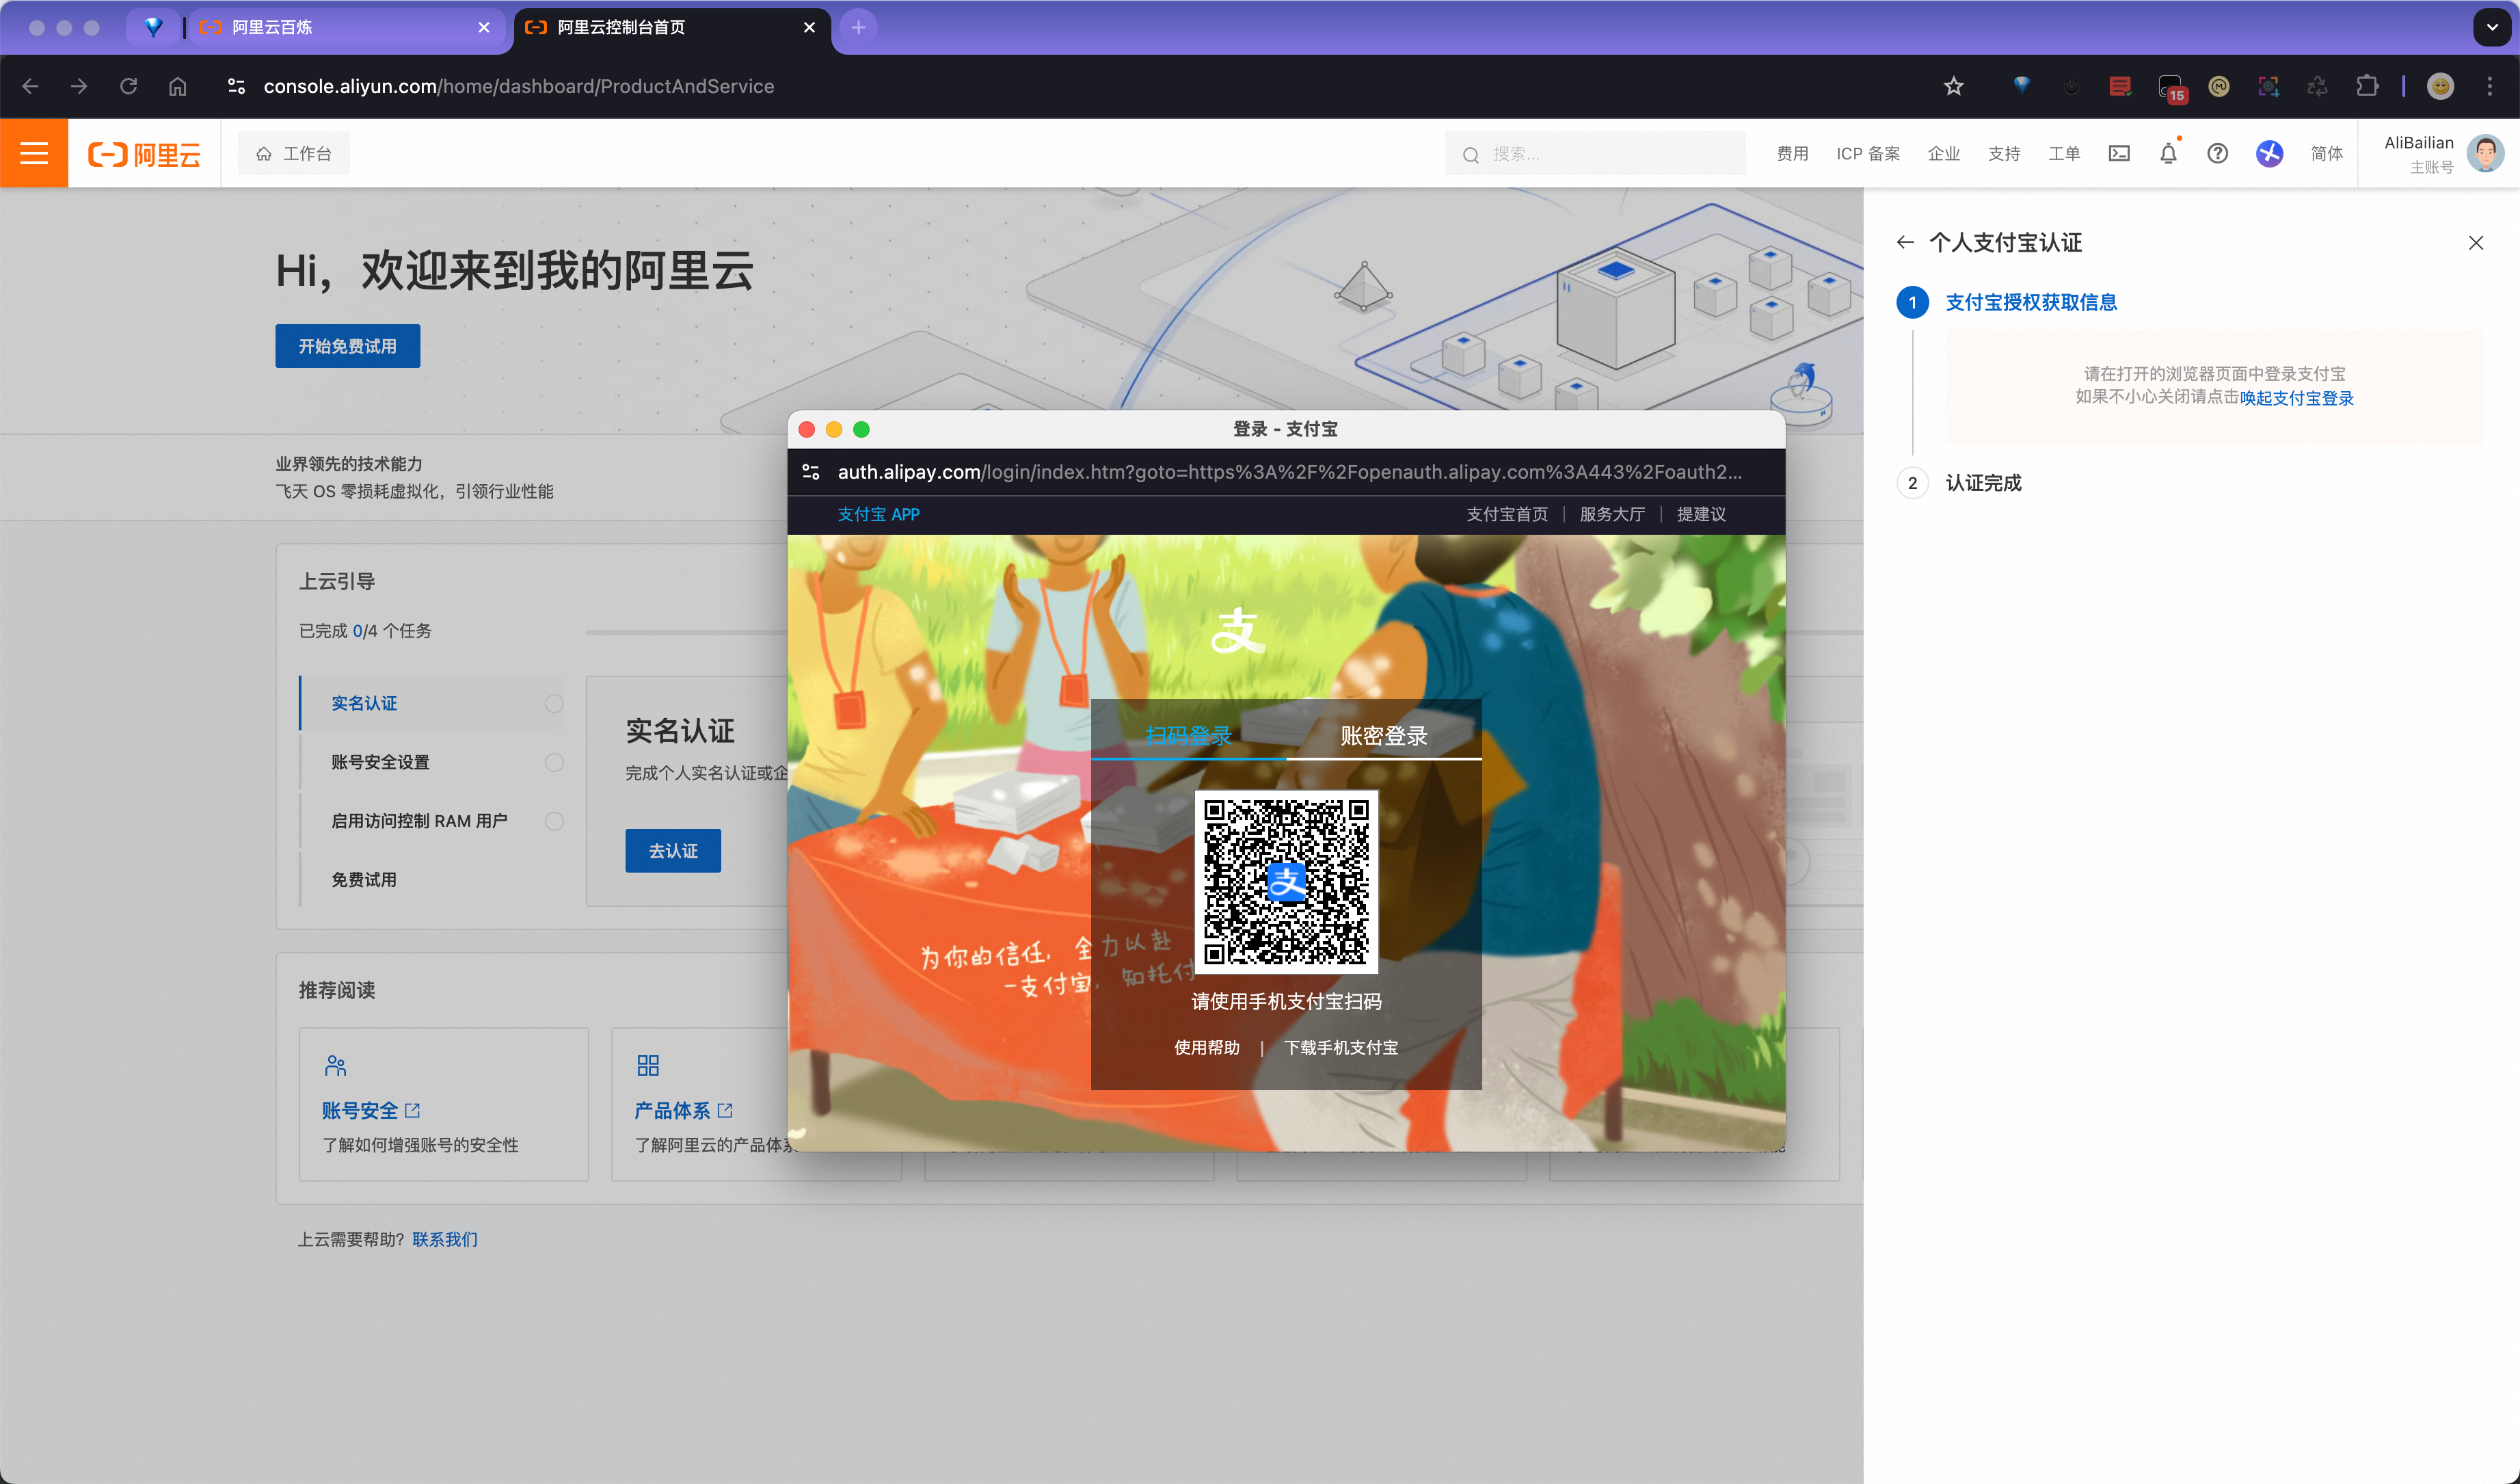 阿里云百炼
阿里云控制台首页
console.aliyun.com/home/dashboard/ProductAndService
15
阿里云
工作台
搜索...
费用
ICP 备案
企业
支持
工单
简体
AliBailian
主账号
Hi，欢迎来到我的阿里云
开始免费试用
业界领先的技术能力
飞天 OS 零损耗虚拟化，引领行业性能
上云引导
已完成 0/4 个任务
实名认证
账号安全设置
启用访问控制 RAM 用户
免费试用
实名认证
完成个人实名认证或企
去认证
推荐阅读
账号安全
了解如何增强账号的安全性
产品体系
了解阿里云的产品体系
上云需要帮助？联系我们
登录 - 支付宝
auth.alipay.com/login/index.htm?goto=https%3A%2F%2Fopenauth.alipay.com%3A443%2Foauth2...
支付宝 APP
支付宝首页 | 服务大厅 | 提建议
支
扫码登录
账密登录
支
为你的信任，全力以赴
-支付宝，知托付
请使用手机支付宝扫码
使用帮助 | 下载手机支付宝
个人支付宝认证
1 支付宝授权获取信息
请在打开的浏览器页面中登录支付宝
如果不小心关闭请点击唤起支付宝登录
2 认证完成